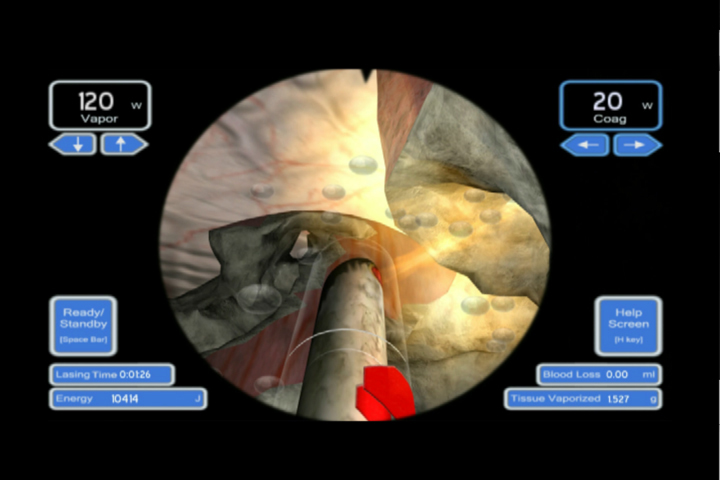 120 w
Vapor
20 w
Coag
Ready/
Standby
[Space Bar]
Help
Screen
[H key]
Lasing Time 0:01:26
Energy 10414 J
Blood Loss 0.00 ml
Tissue Vaporized 1.527 g